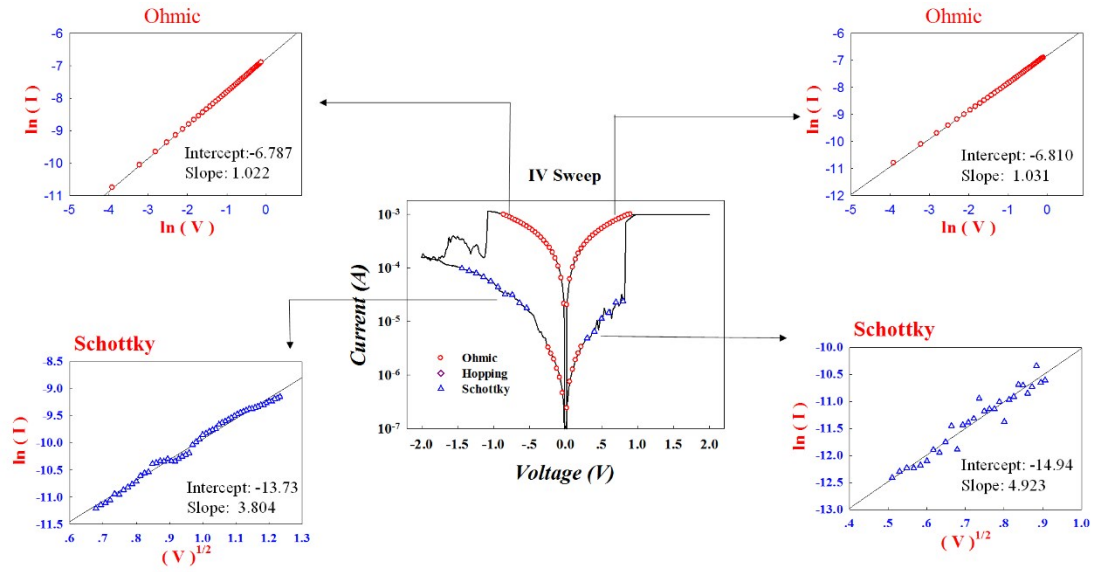 Ohmic
-6
-7
-8
-9
-10
-11
ln ( I )
Intercept:-6.787
Slope: 1.022
-5
-4
-3
-2
-1
0
ln ( V )
Ohmic
-6
-7
-8
-9
-10
-11
-12
ln ( I )
Intercept: -6.810
Slope: 1.031
-5
-4
-3
-2
-1
0
ln ( V )
IV Sweep
10-3
10-4
10-5
10-6
10-7
Current (A)
Ohmic
Hopping
Schottky
-2.0
-1.5
-1.0
-.5
0.0
.5
1.0
1.5
2.0
Voltage (V)
Schottky
-8.5
-9.0
-9.5
-10.0
-10.5
-11.0
-11.5
ln ( I )
Intercept: -13.73
Slope: 3.804
.6
.7
.8
.9
1.0
1.1
1.2
1.3
( V )1/2
Schottky
-10.0
-10.5
-11.0
-11.5
-12.0
-12.5
-13.0
ln ( I )
Intercept: -14.94
Slope: 4.923
.4
.5
.6
.7
.8
.9
1.0
(V)1/2